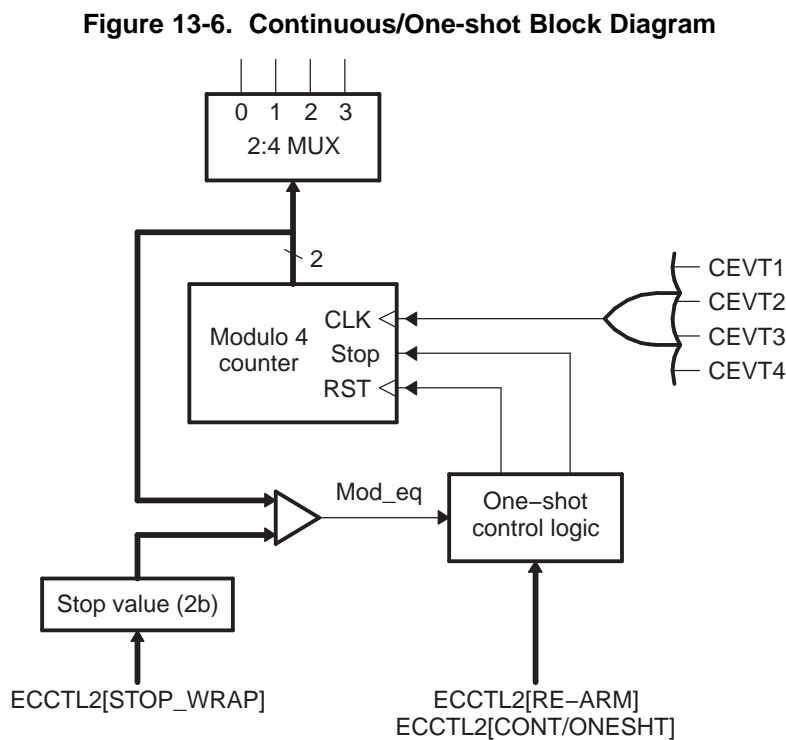 Figure 13-6. Continuous/One-shot Block Diagram
0 1 2 3
2:4 MUX
2
Modulo 4
counter
CLK
Stop
RST
CEVT1
CEVT2
CEVT3
CEVT4
Mod_eq
One−shot
control logic
Stop value (2b)
ECCTL2[STOP_WRAP]
ECCTL2[RE−ARM]
ECCTL2[CONT/ONESHT]